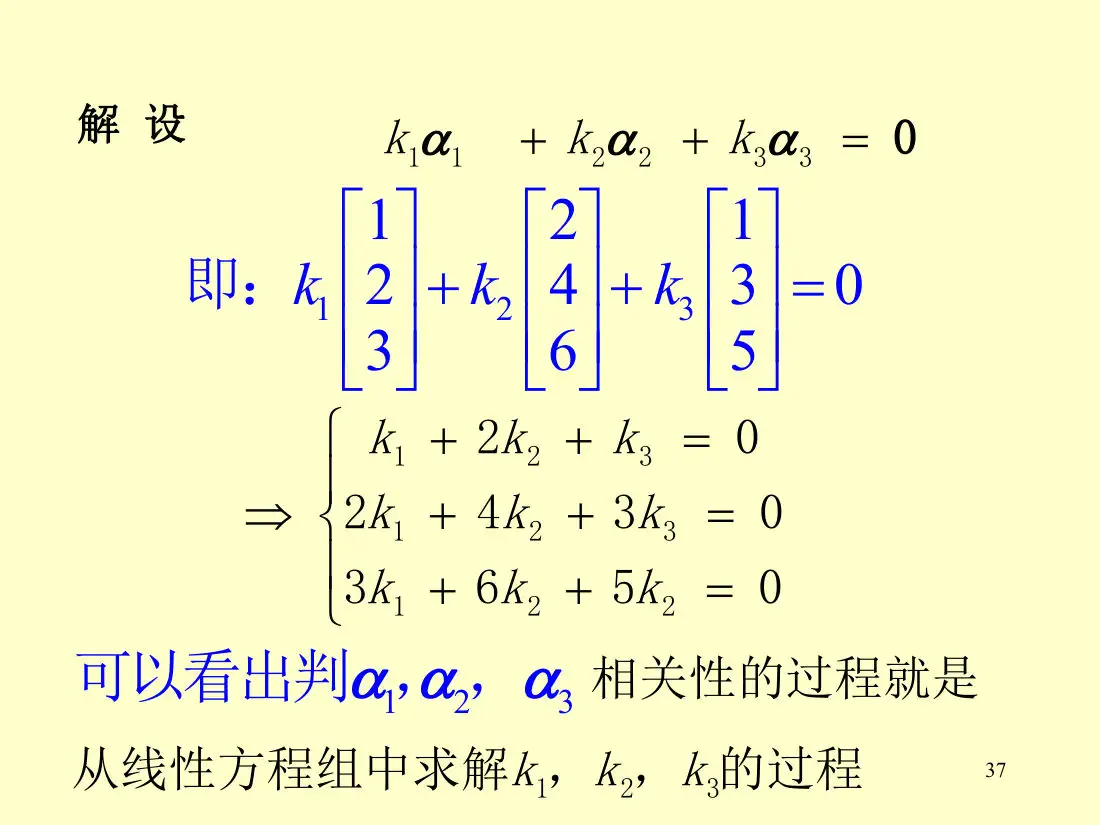 解 设
k₁α₁ + k₂α₂ + k₃α₃ = 0
即：k₁[1 2 3] + k₂[2 4 6] + k₃[1 3 5] = 0
k₁ + 2k₂ + k₃ = 0
⇒ { 2k₁ + 4k₂ + 3k₃ = 0
3k₁ + 6k₂ + 5k₂ = 0
可以看出判α₁,α₂, α₃ 相关性的过程就是
从线性方程组中求解k₁, k₂, k₃的过程
37